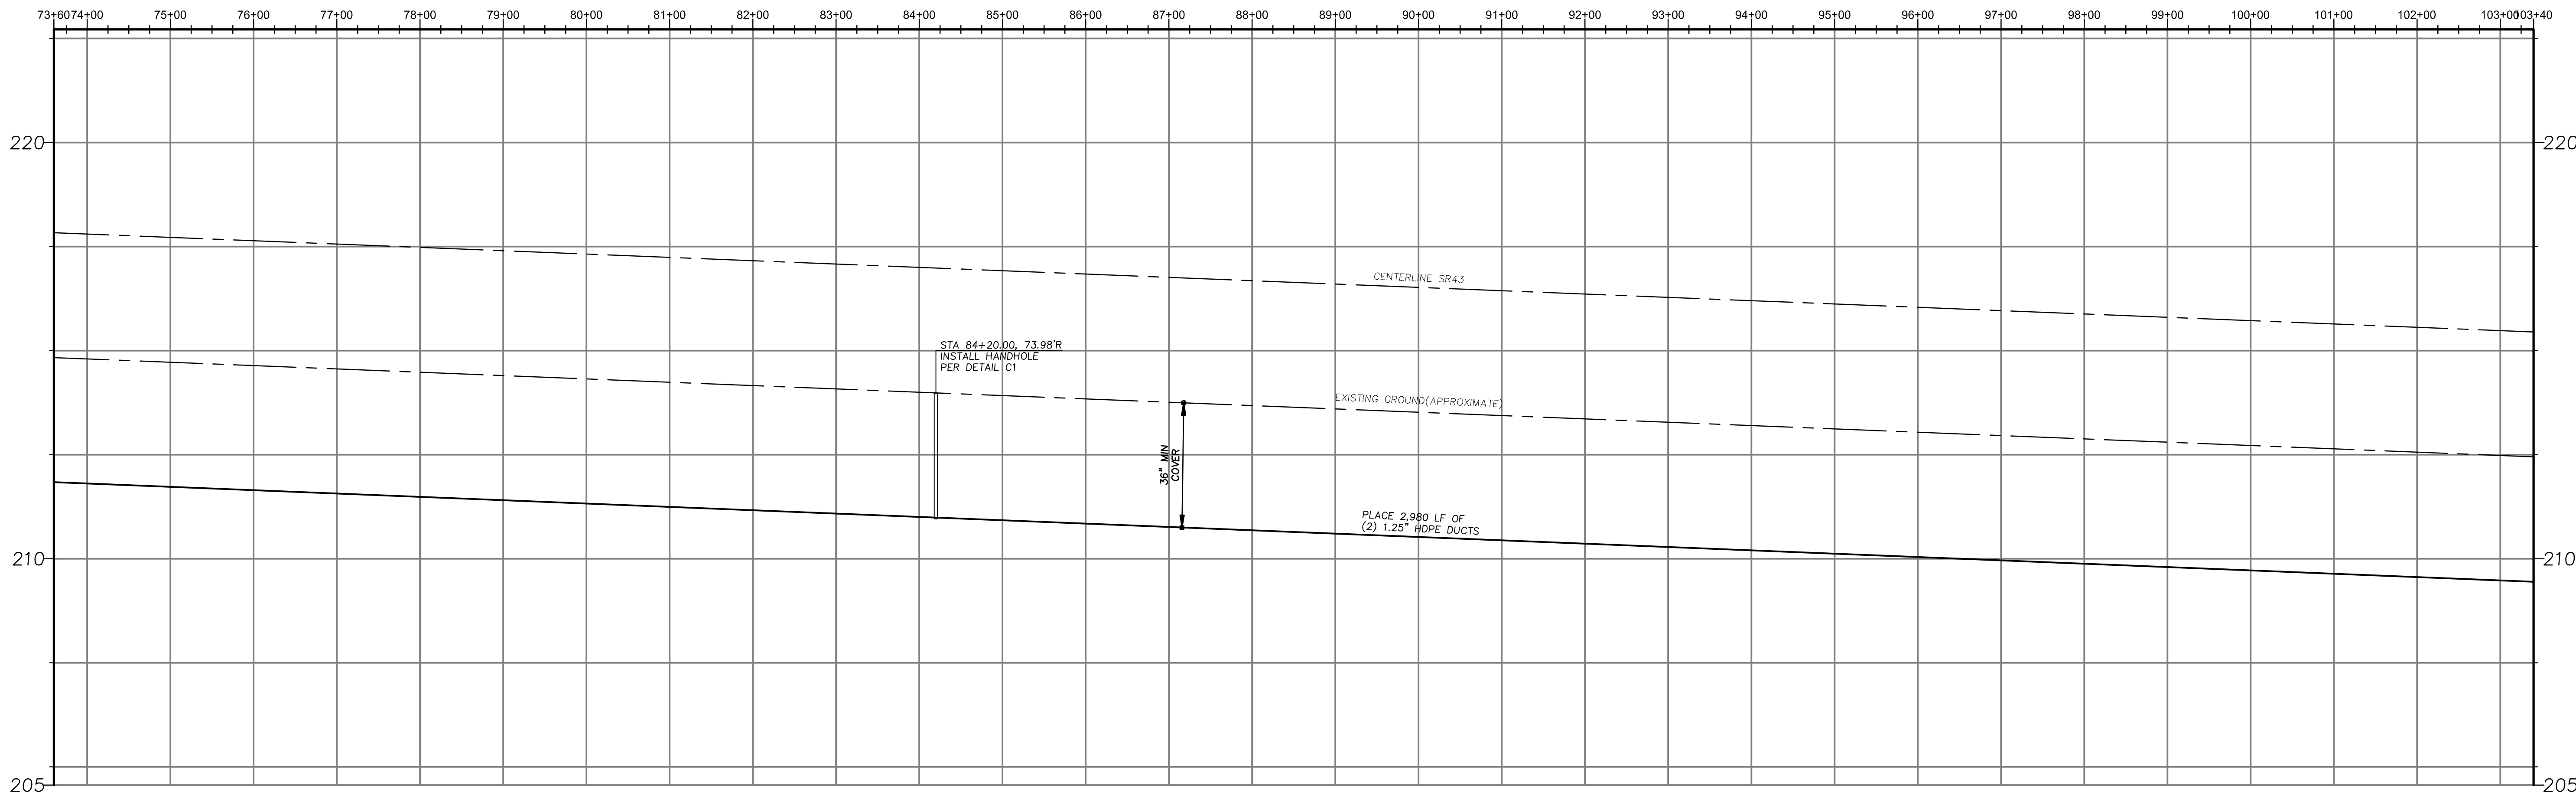 73+60 74+00 75+00 76+00 77+00 78+00 79+00 80+00 81+00 82+00 83+00 84+00 85+00 86+00 87+00 88+00 89+00 90+00 91+00 92+00 93+00 94+00 95+00 96+00 97+00 98+00 99+00 100+00 101+00 102+00 103+00 103+40
220 220
CENTERLINE SR43
STA 84+20.00, 73.98'R
INSTALL HANDHOLE
PER DETAIL C1
EXISTING GROUND(APPROXIMATE)
36" MIN
COVER
PLACE 2,980 LF OF
(2) 1.25" HDPE DUCTS
210 210
205 205